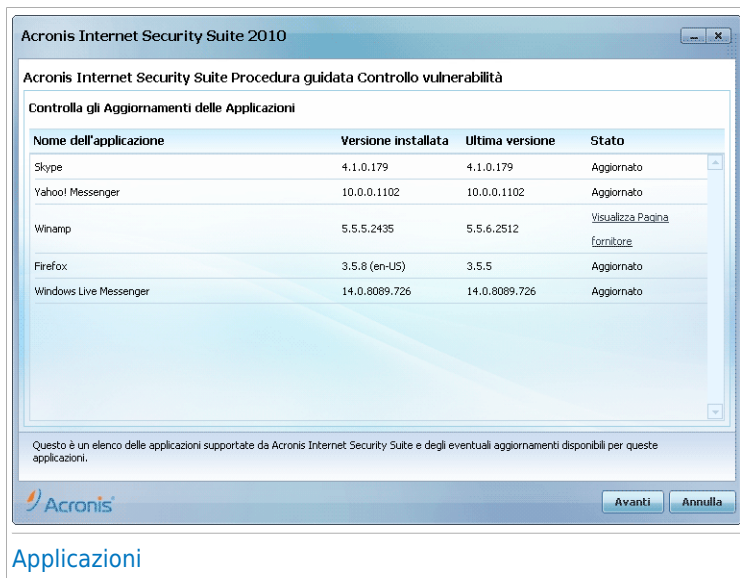 Acronis Internet Security Suite 2010
Acronis Internet Security Suite Procedura guidata Controllo vulnerabilità
Controlla gli Aggiornamenti delle Applicazioni
Nome dell'applicazione Versione installata Ultima versione Stato
Skype 4.1.0.179 4.1.0.179 Aggiornato
Yahoo! Messenger 10.0.0.1102 10.0.0.1102 Aggiornato
Winamp 5.5.5.2435 5.5.6.2512 Visualizza Pagina
fornitore
Firefox 3.5.8 (en-US) 3.5.5 Aggiornato
Windows Live Messenger 14.0.8089.726 14.0.8089.726 Aggiornato
Questo è un elenco delle applicazioni supportate da Acronis Internet Security Suite e degli eventuali aggiornamenti disponibili per queste
applicazioni.
Acronis Avanti Annulla
Applicazioni